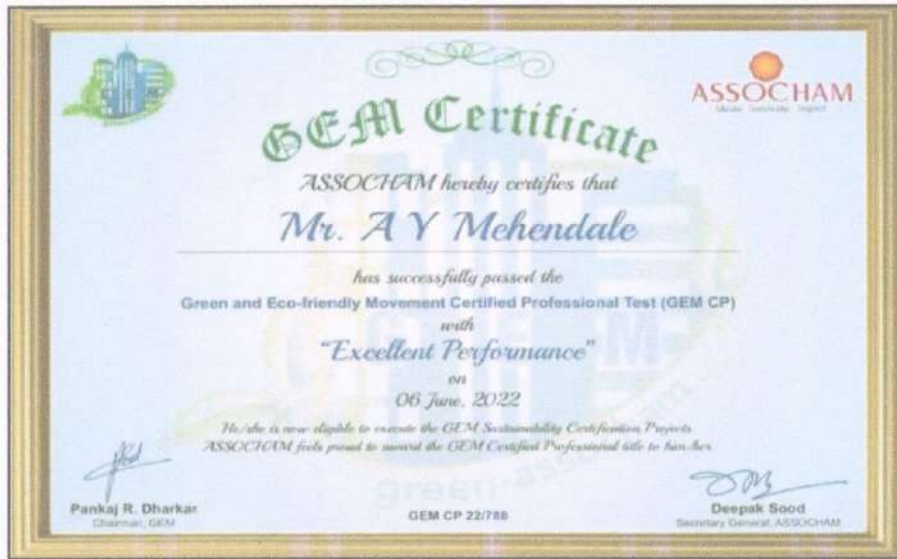 GEM
ASSOCHAM
GEM Certificate
ASSOCHAM hereby certifies that
Mr. A Y Mehendale
has successfully passed the
Green and Eco-friendly Movement Certified Professional Test (GEM CP)
with
"Excellent Performance"
on
06 June, 2022
He/she is now eligible to execute the GEM Sustainability Certification Projects
ASSOCHAM feels proud to award the GEM Certified Professional title to him/her
green-assocham
Pankaj R. Dharkar
Chairman, GEM
GEM CP 22/788
Deepak Sood
Secretary General, ASSOCHAM